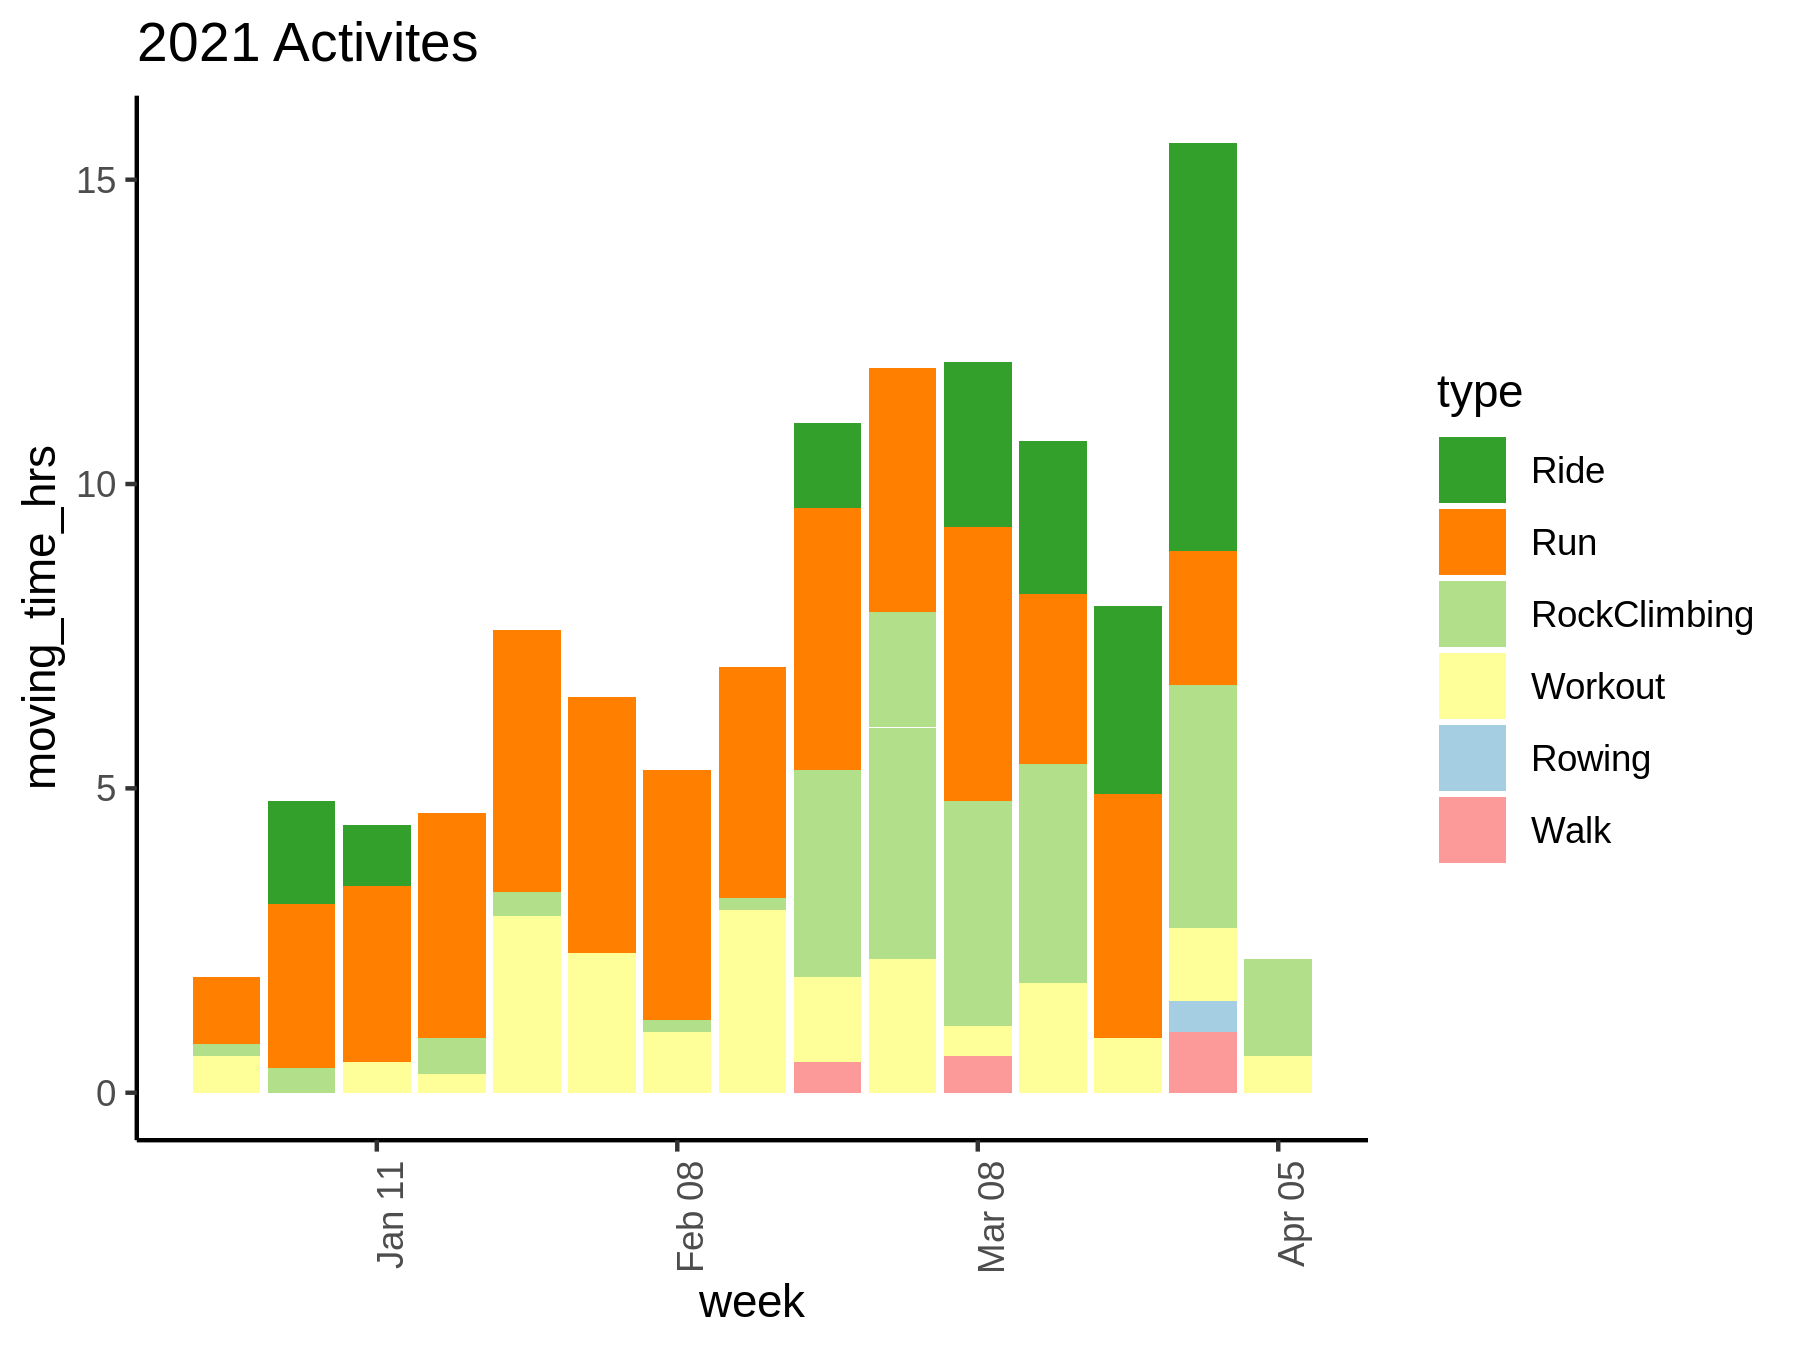 2021 Activites
moving_time_hrs
15
10
5
0
Jan 11
Feb 08
Mar 08
Apr 05
week
type
Ride
Run
RockClimbing
Workout
Rowing
Walk